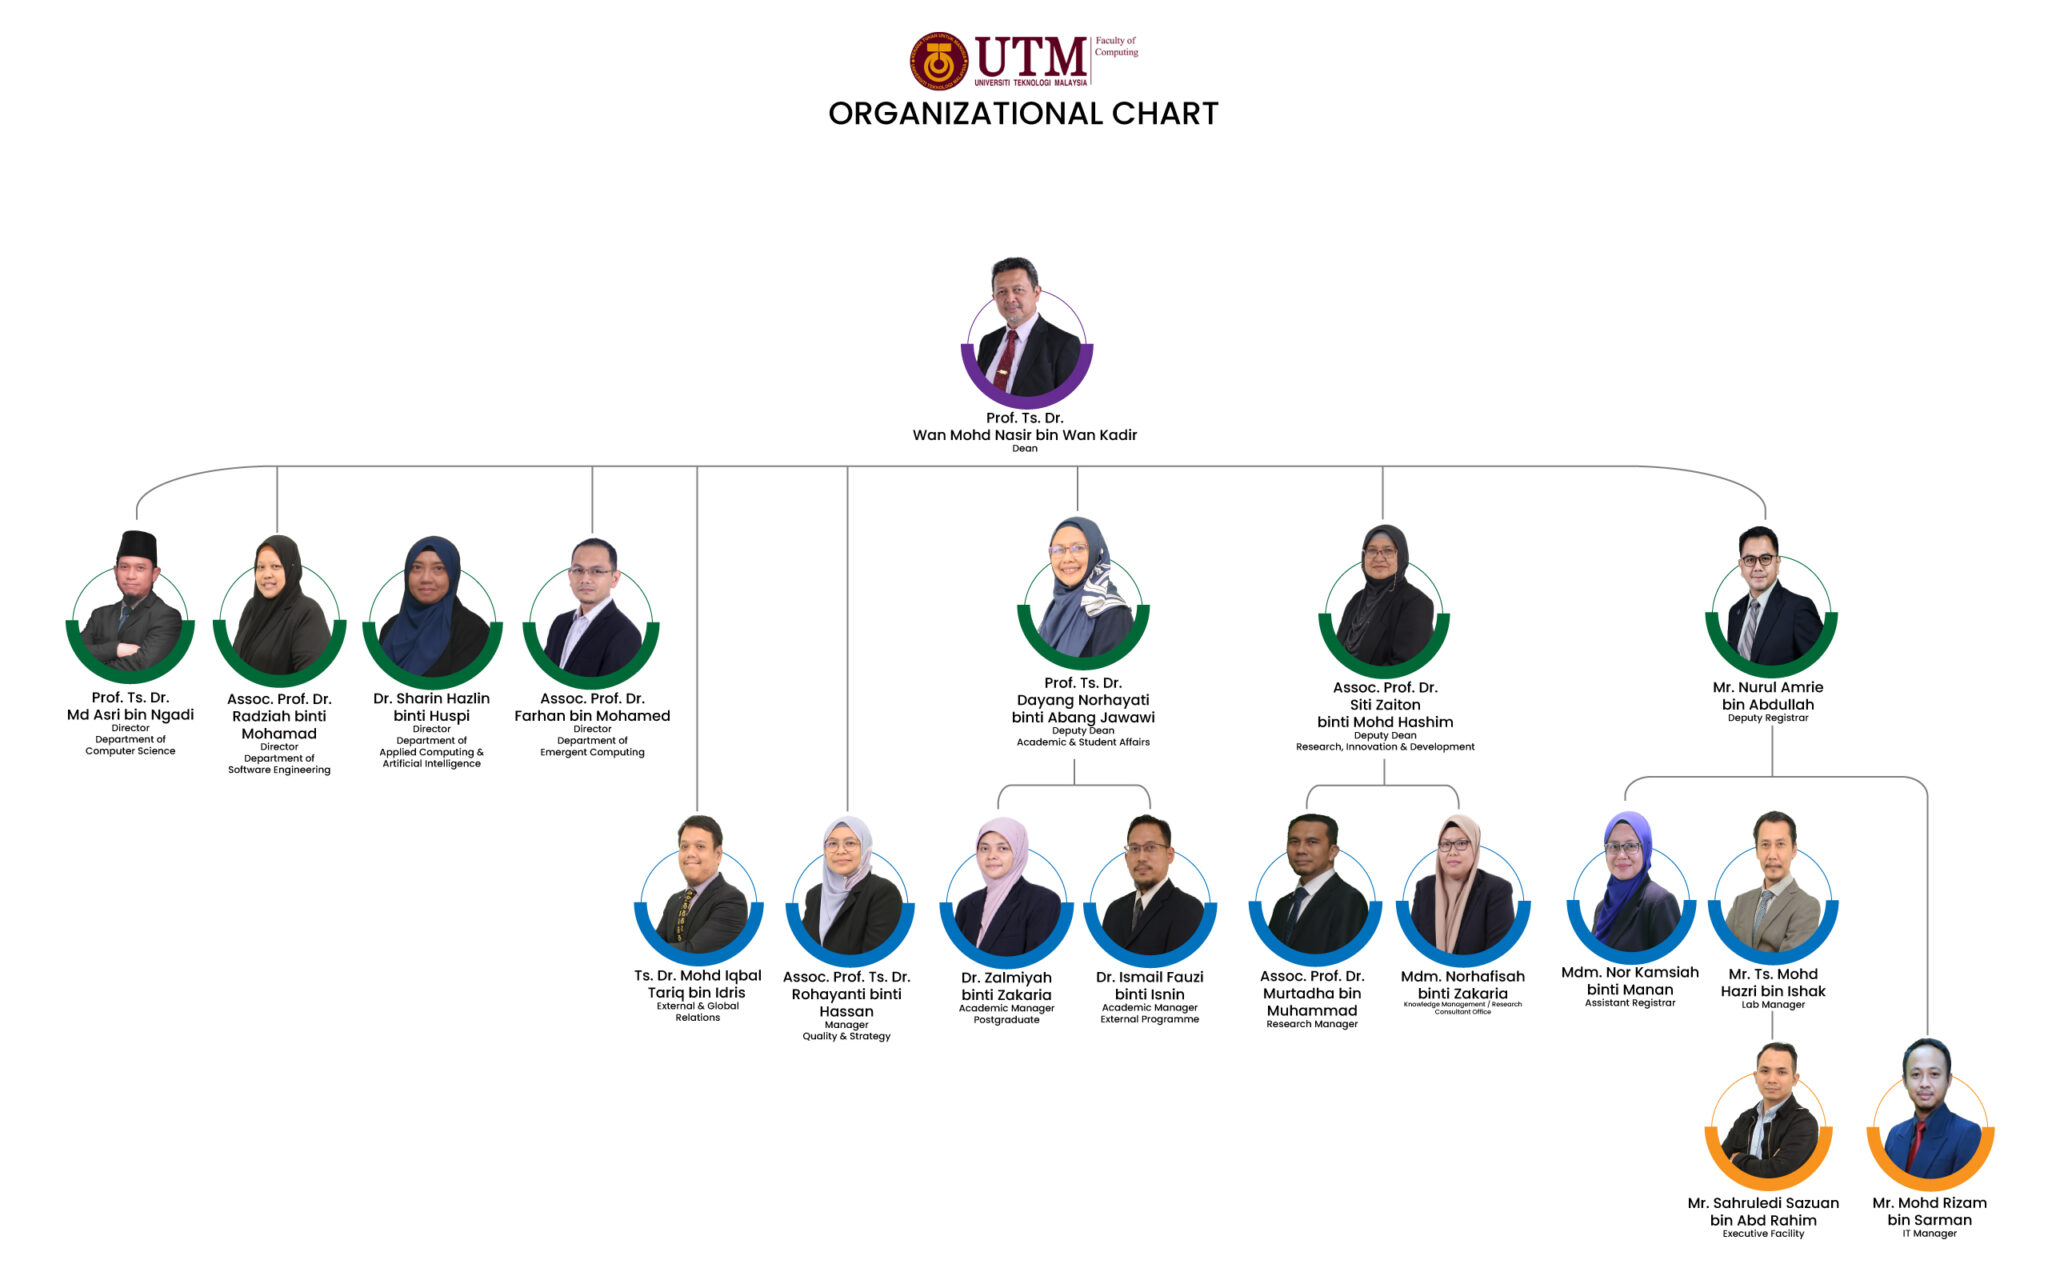 UTM
UNIVERSITI TEKNOLOGI MALAYSIA
Faculty of
Computing
ORGANIZATIONAL CHART
Prof. Ts. Dr.
Wan Mohd Nasir bin Wan Kadir
Dean
Prof. Ts. Dr.
Md Asri bin Ngadi
Director
Department of
Computer Science
Assoc. Prof. Dr.
Radziah binti
Mohamad
Director
Department of
Software Engineering
Dr. Sharin Hazlin
binti Huspi
Director
Department of
Applied Computing &
Artificial Intelligence
Assoc. Prof. Dr.
Farhan bin Mohamed
Director
Department of
Emergent Computing
Prof. Ts. Dr.
Dayang Norhayati
binti Abang Jawawi
Deputy Dean
Academic & Student Affairs
Assoc. Prof. Dr.
Siti Zaiton
binti Mohd Hashim
Deputy Dean
Research, Innovation & Development
Mr. Nurul Amrie
bin Abdullah
Deputy Registrar
Ts. Dr. Mohd Iqbal
Tariq bin Idris
External & Global
Relations
Assoc. Prof. Ts. Dr.
Rohayanti binti
Hassan
Manager
Quality & Strategy
Dr. Zalmiyah
binti Zakaria
Academic Manager
Postgraduate
Dr. Ismail Fauzi
binti Isnin
Academic Manager
External Programme
Assoc. Prof. Dr.
Murtadha bin
Muhammad
Research Manager
Mdm. Norhafisah
binti Zakaria
Knowledge Management / Research
Consultant Office
Mdm. Nor Kamsiah
binti Manan
Assistant Registrar
Mr. Ts. Mohd
Hazri bin Ishak
Lab Manager
Mr. Sahruledi Sazuan
bin Abd Rahim
Executive Facility
Mr. Mohd Rizam
bin Sarman
IT Manager